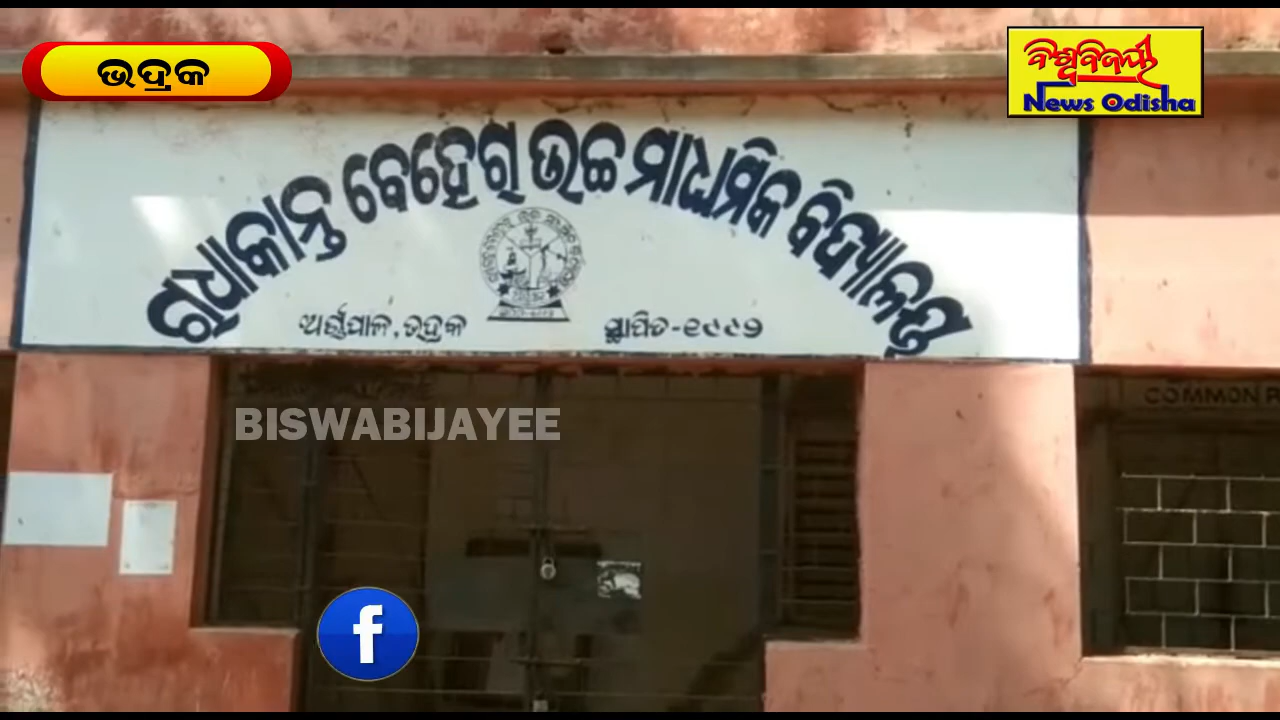 ଭଦ୍ରକ
ବିଶ୍ୱବିଜୟୀ
News Odisha
ରାଧାକାନ୍ତ ବେହେରା ଉଚ୍ଚ ମାଧ୍ୟମିକ ବିଦ୍ୟାଳୟ
ଅର୍ଣ୍ଣପାଳ, ଭଦ୍ରକ
ସ୍ଥାପିତ-୧୯୯୨
BISWABIJAYEE
COMMON
f